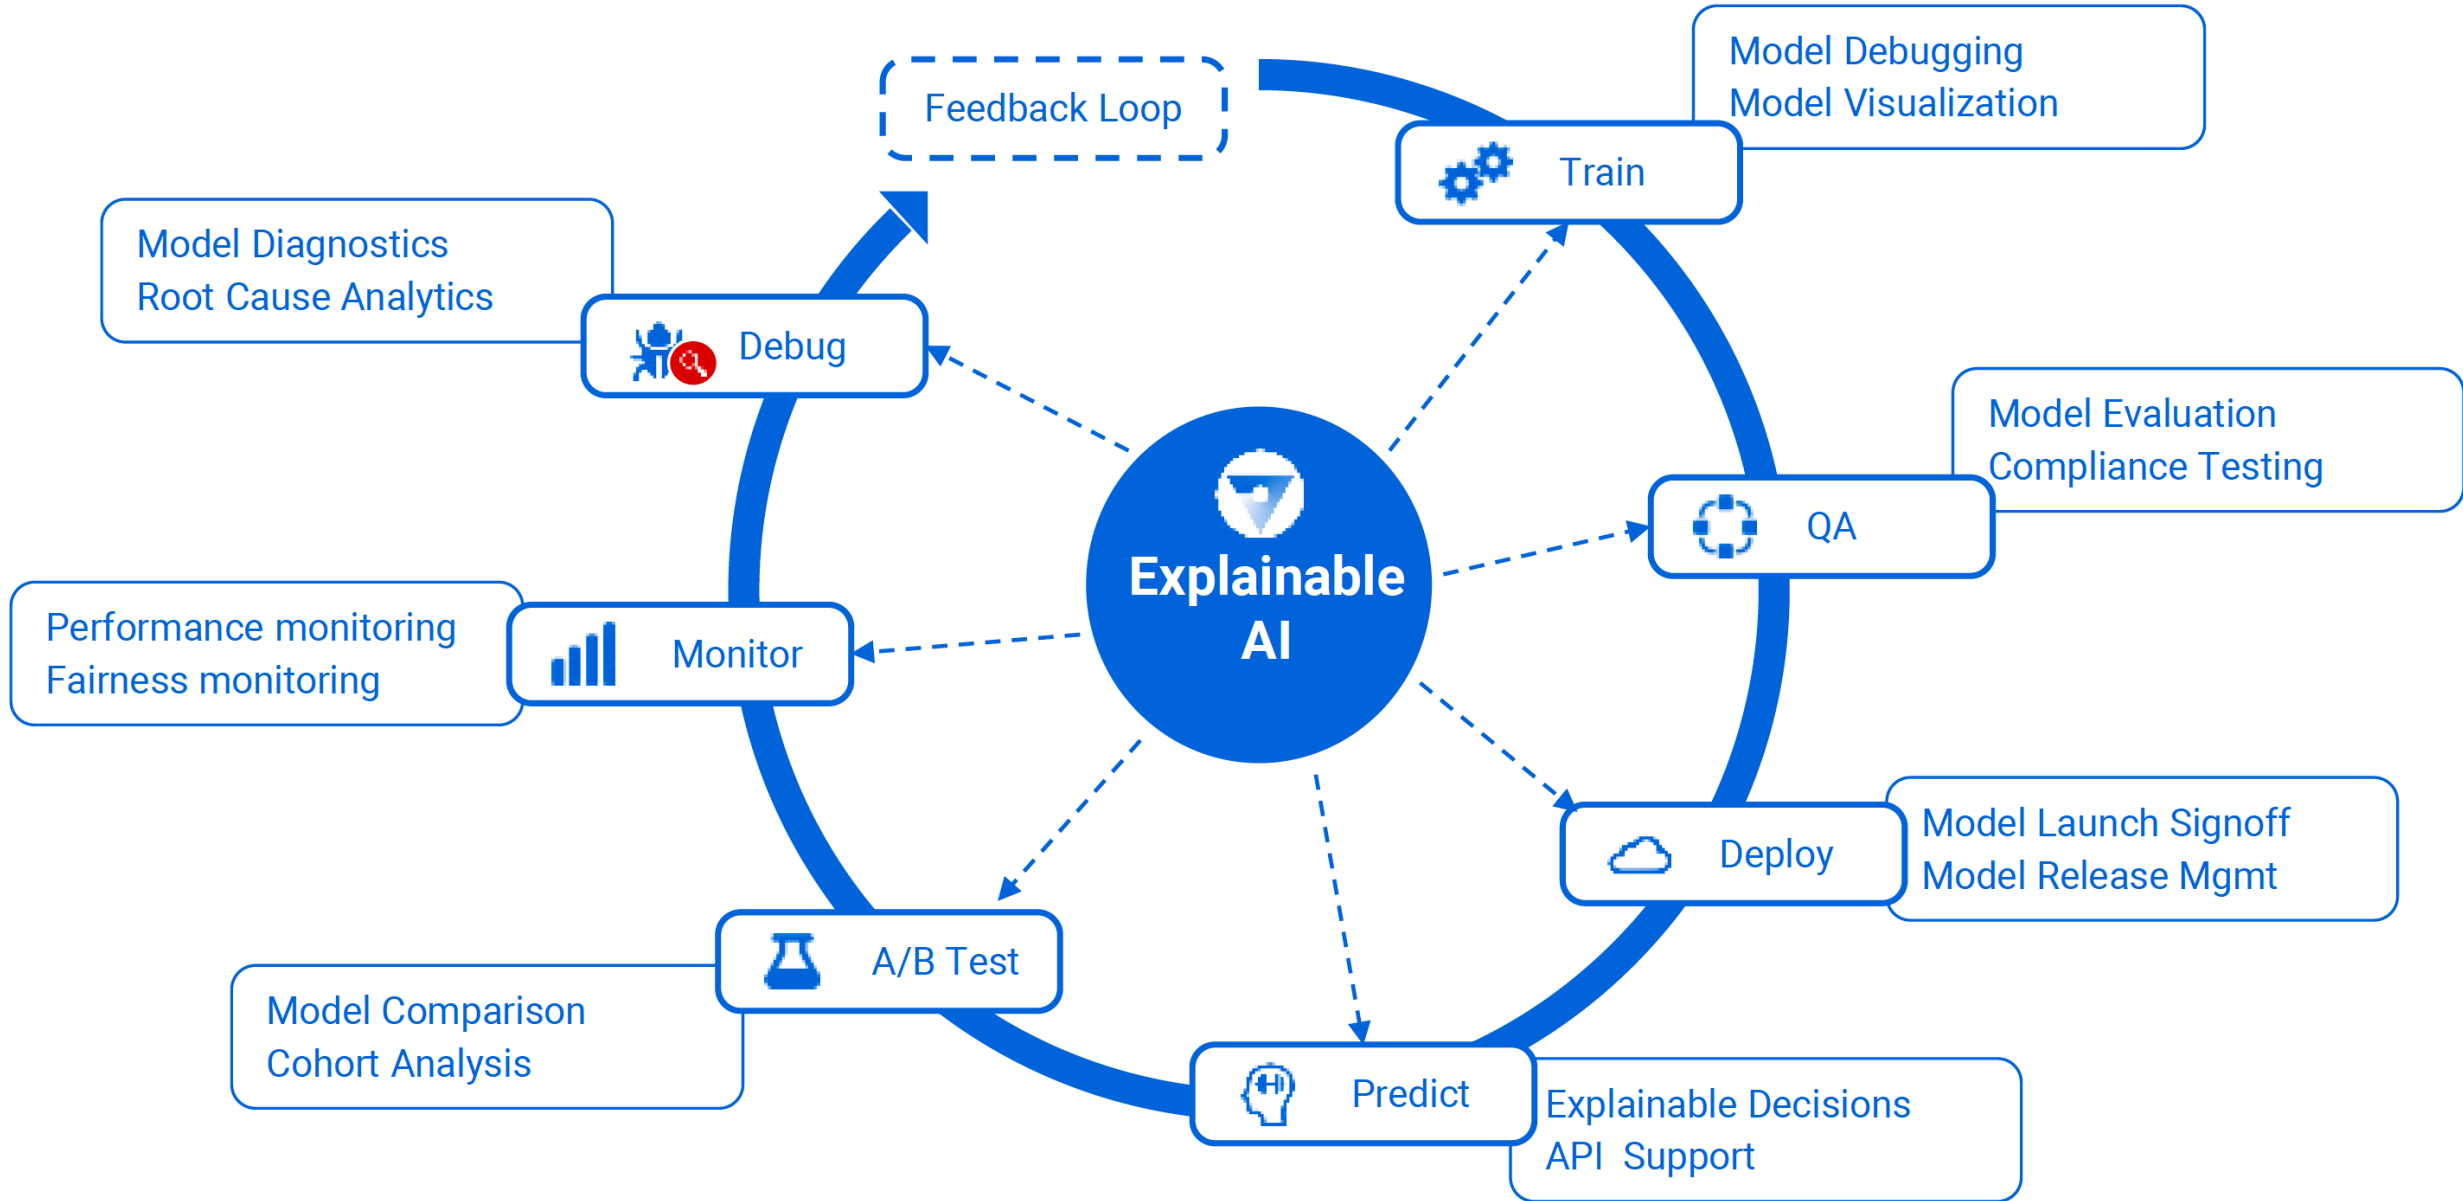 Feedback Loop
Model Debugging
Model Visualization
Train
Model Evaluation
Compliance Testing
QA
Model Launch Signoff
Model Release Mgmt
Deploy
Explainable Decisions
API  Support
Predict
A/B Test
Model Comparison
Cohort Analysis
Monitor
Performance monitoring
Fairness monitoring
Debug
Model Diagnostics
Root Cause Analytics
Explainable
AI